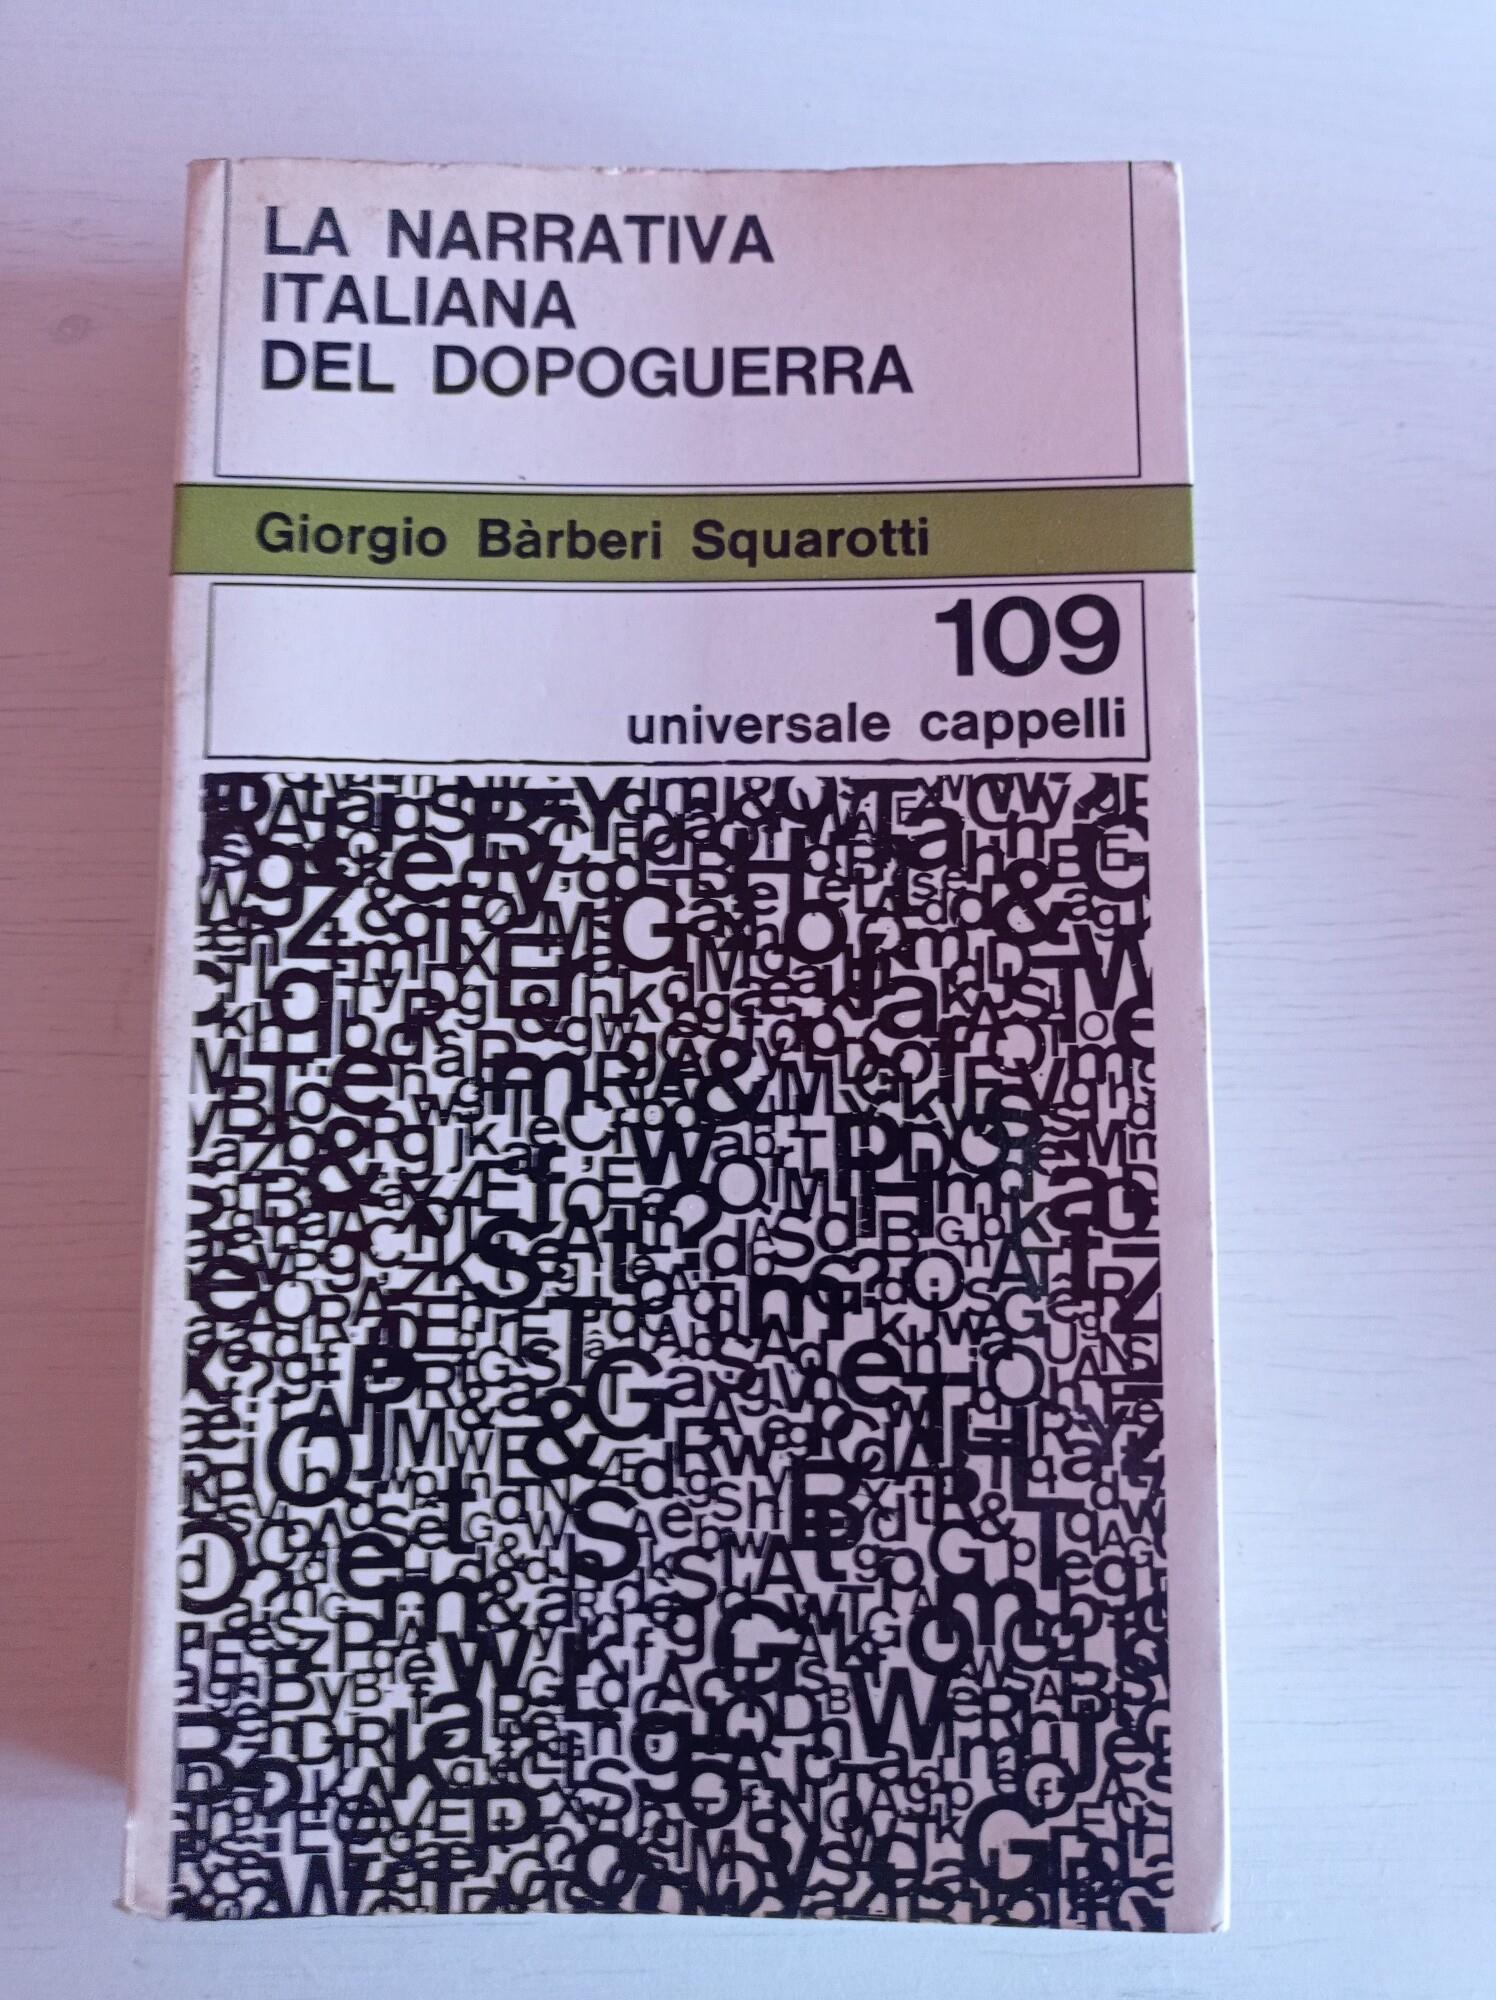 LA NARRATIVA
ITALIANA
DEL DOPOGUERRA
Giorgio Bàrberi Squarotti
109
universale cappelli